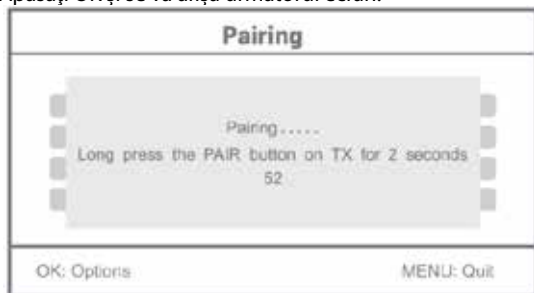 Pairing
Pairing.....
Long press the PAIR button on TX for 2 seconds
52
OK: Options MENU: Quit